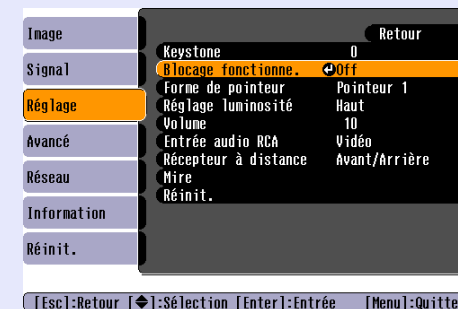 Image
Signal
Réglage
Avancé
Réseau
Information
Réinit.
Retour
Keystone 0
Blocage fonctionne. Off
Forme de pointeur Pointeur 1
Réglage luminosité Haut
Volume 10
Entrée audio RCA Vidéo
Récepteur à distance Avant/Arrière
Mire
Réinit.
[Esc]:Retour [◆]:Sélection [Enter]:Entrée [Menu]:Quitte